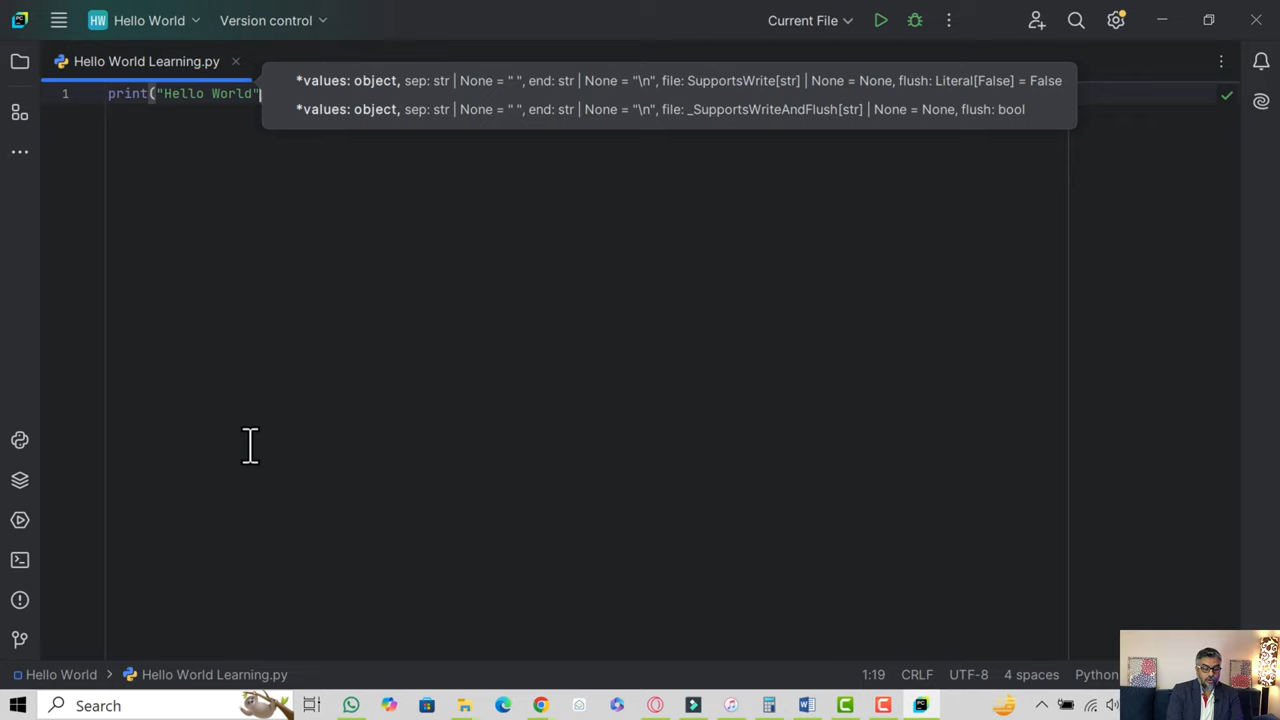 HW Hello World Version control Current File
Hello World Learning.py
*values: object, sep: str | None = " ", end: str | None = "\n", file: SupportsWrite[str] | None = None, flush: Literal[False] = False
1 print("Hello World"
*values: object, sep: str | None = " ", end: str | None = "\n", file: _SupportsWriteAndFlush[str] | None = None, flush: bool
Hello World > Hello World Learning.py 1:19 CRLF UTF-8 4 spaces Python
Search